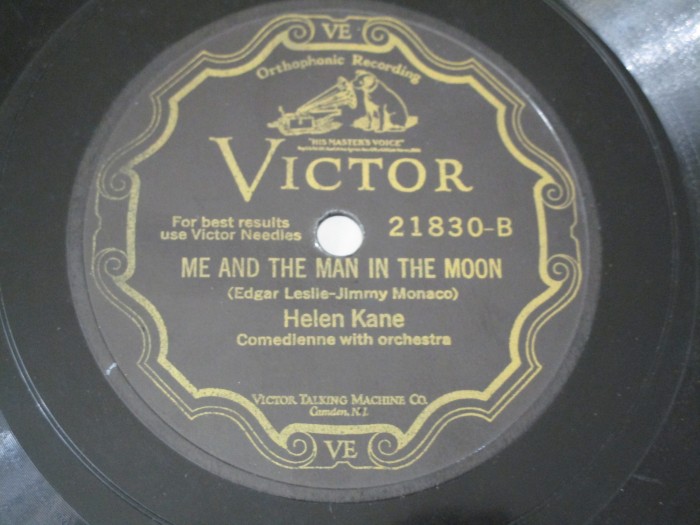 VE
Orthophonic Recording
"HIS MASTER'S VOICE"
VICTOR
For best results
use Victor Needles
21830-B
ME AND THE MAN IN THE MOON
(Edgar Leslie-Jimmy Monaco)
Helen Kane
Comedienne with orchestra
VICTOR TALKING MACHINE CO.
Camden, N.J.
VE